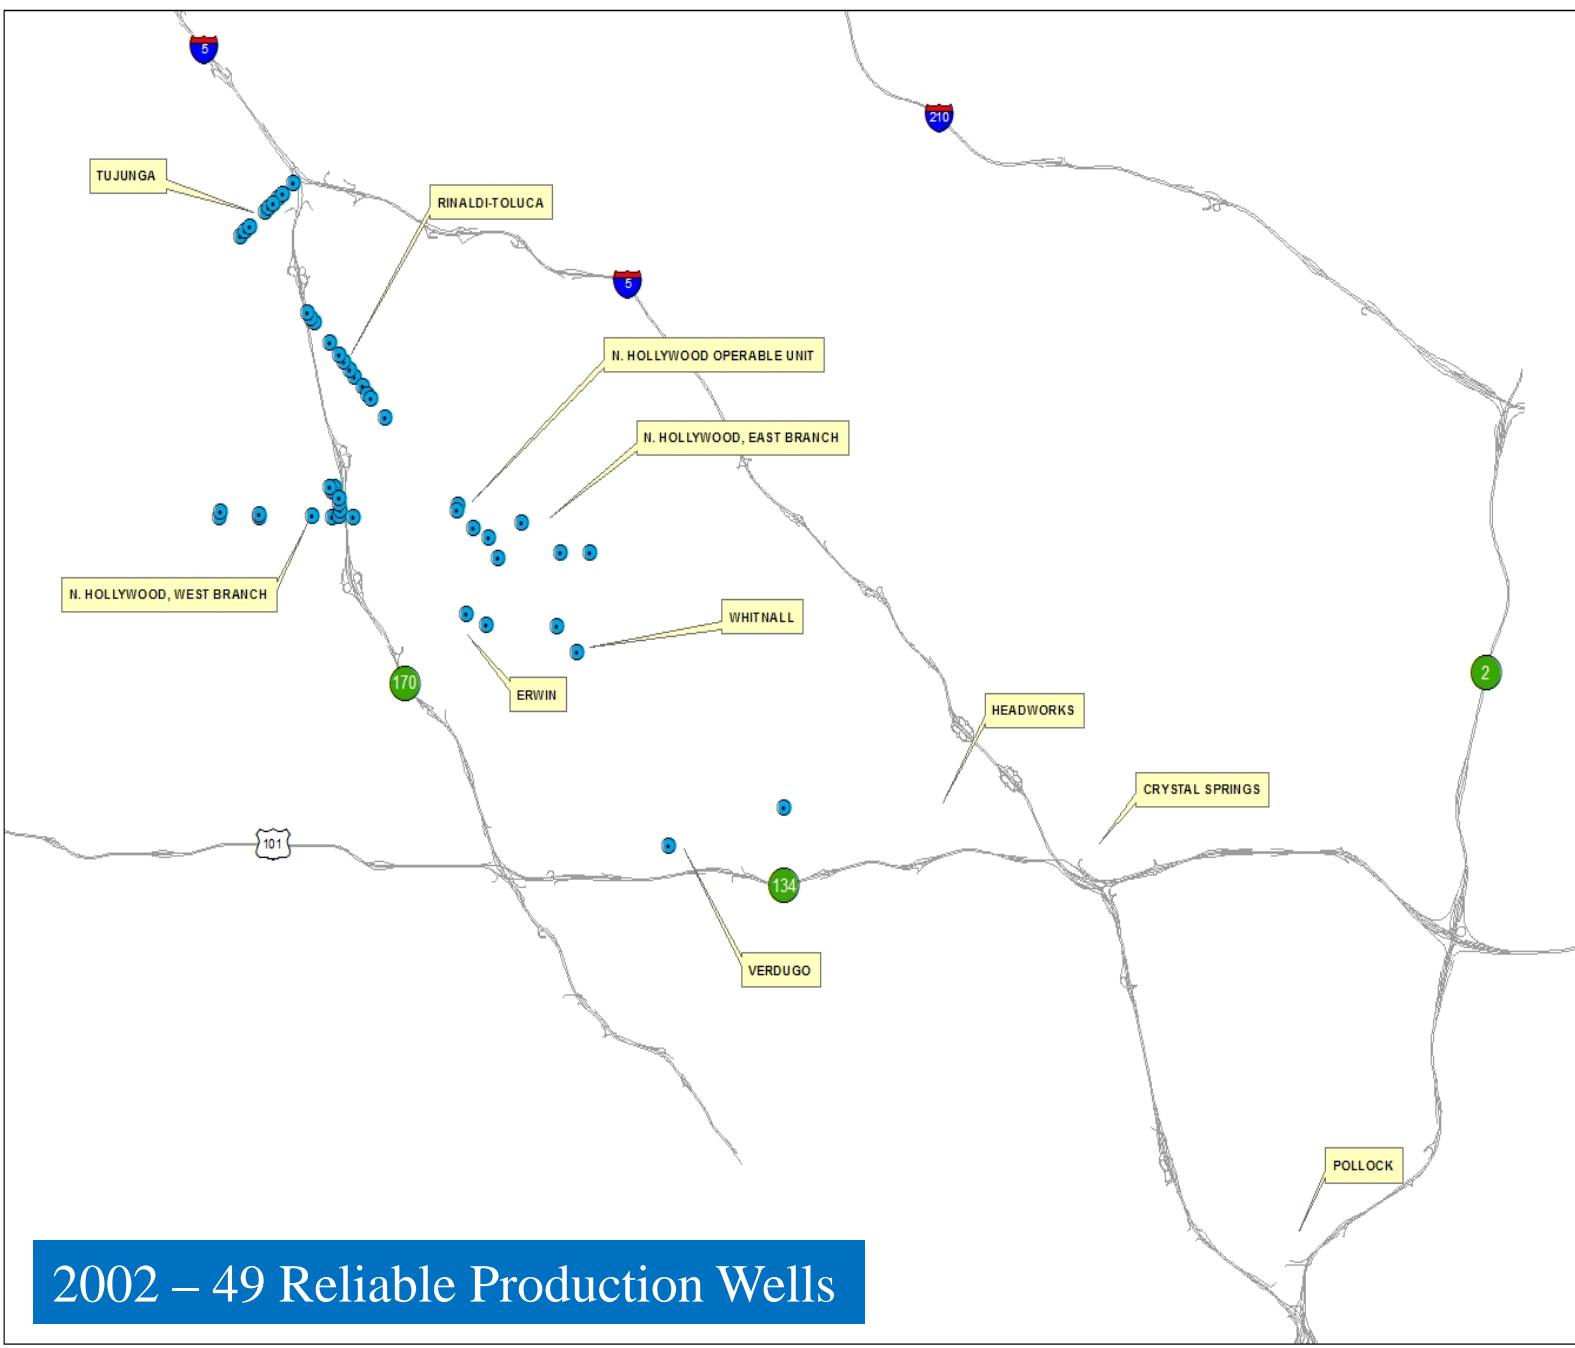 5
210
TUJUNGA
RINALDI-TOLUCA
5
N. HOLLYWOOD OPERABLE UNIT
N. HOLLYWOOD, EAST BRANCH
N. HOLLYWOOD, WEST BRANCH
WHITNALL
170
ERWIN
2
HEADWORKS
CRYSTAL SPRINGS
101
134
VERDUGO
POLLOCK
2002 – 49 Reliable Production Wells